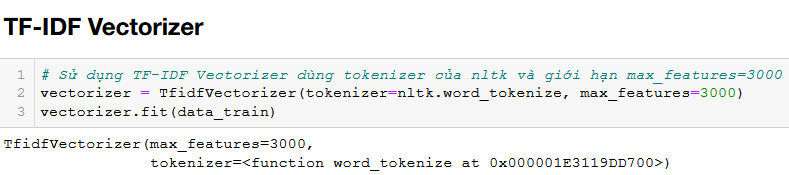 TF-IDF Vectorizer
1 # Sử dụng TF-IDF Vectorizer dùng tokenizer của nltk và giới hạn max_features=3000
2 vectorizer = TfidfVectorizer(tokenizer=nltk.word_tokenize, max_features=3000)
3 vectorizer.fit(data_train)
TfidfVectorizer(max_features=3000,
tokenizer=<function word_tokenize at 0x000001E3119DD700>)